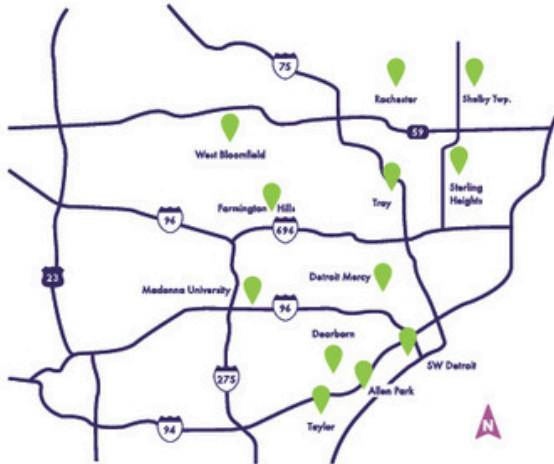 75
Rochester
Shelby Twp.
59
West Bloomfield
Troy
Sterling
Heights
Farmington Hills
96
696
23
Madonna University
Detroit Mercy
96
Dearborn
SW Detroit
275
Allen Park
Taylor
94
N